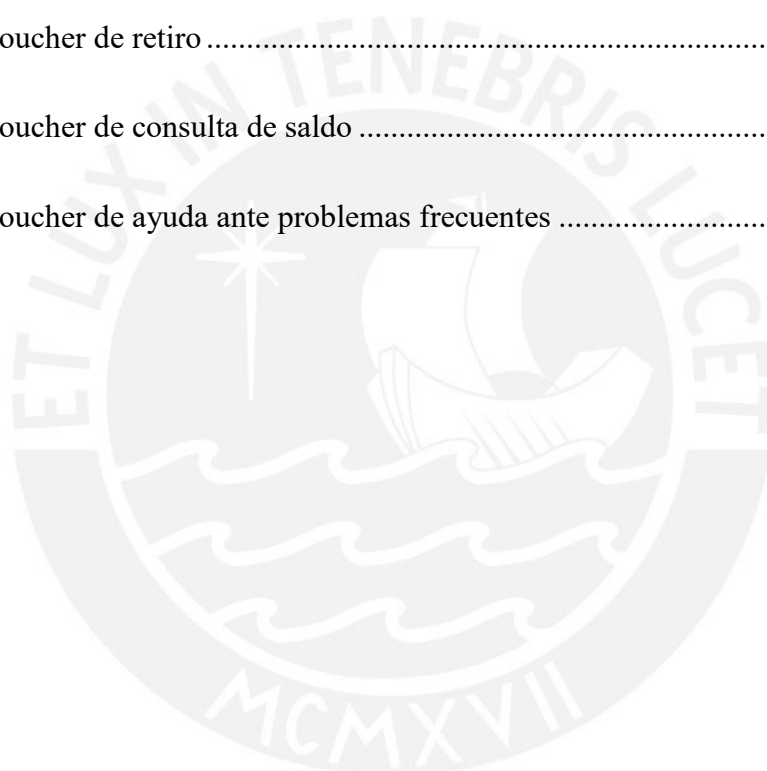 oucher de retiro ......................................................................
oucher de consulta de saldo ...................................................
oucher de ayuda ante problemas frecuentes ..........................
ET LUX IN TENEBRIS LUCET
MCMXVII